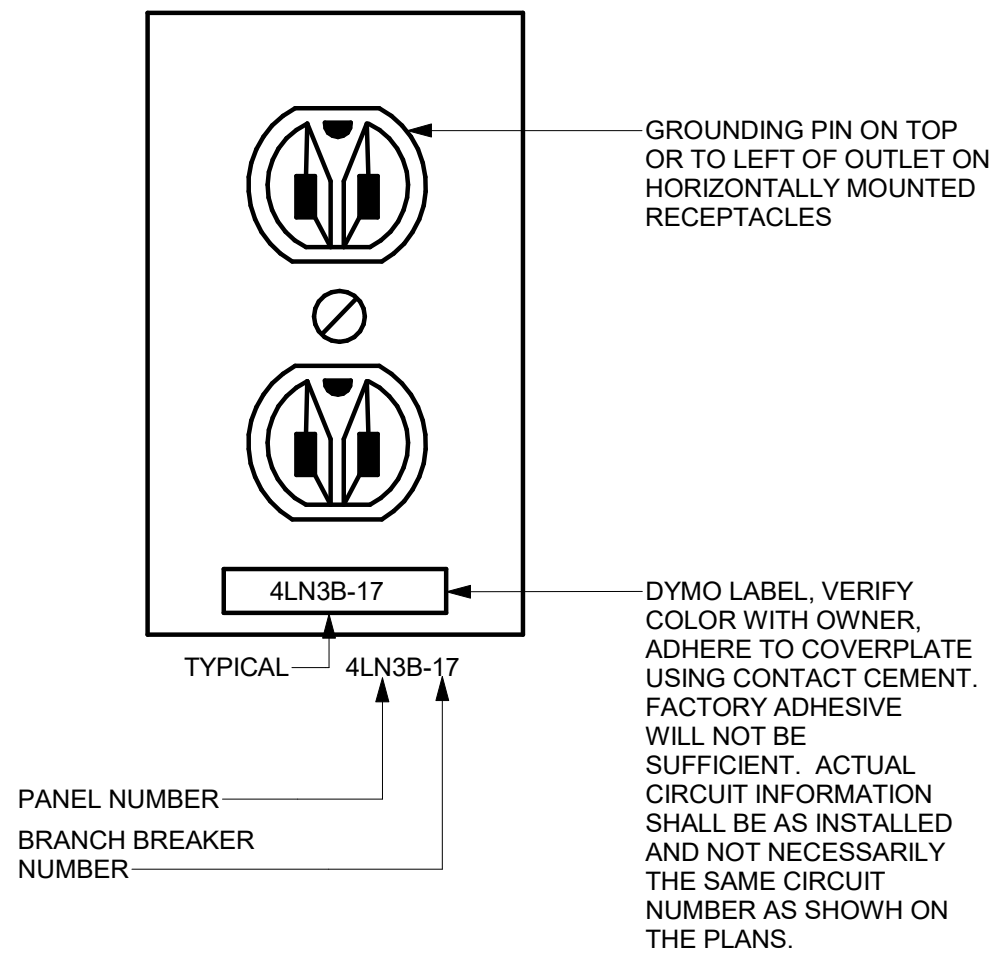 GROUNDING PIN ON TOP
OR TO LEFT OF OUTLET ON
HORIZONTALLY MOUNTED
RECEPTACLES
4LN3B-17
DYMO LABEL, VERIFY
COLOR WITH OWNER,
ADHERE TO COVERPLATE
USING CONTACT CEMENT.
FACTORY ADHESIVE
WILL NOT BE
SUFFICIENT. ACTUAL
CIRCUIT INFORMATION
SHALL BE AS INSTALLED
AND NOT NECESSARILY
THE SAME CIRCUIT
NUMBER AS SHOWH ON
THE PLANS.
TYPICAL
4LN3B-17
PANEL NUMBER
BRANCH BREAKER
NUMBER